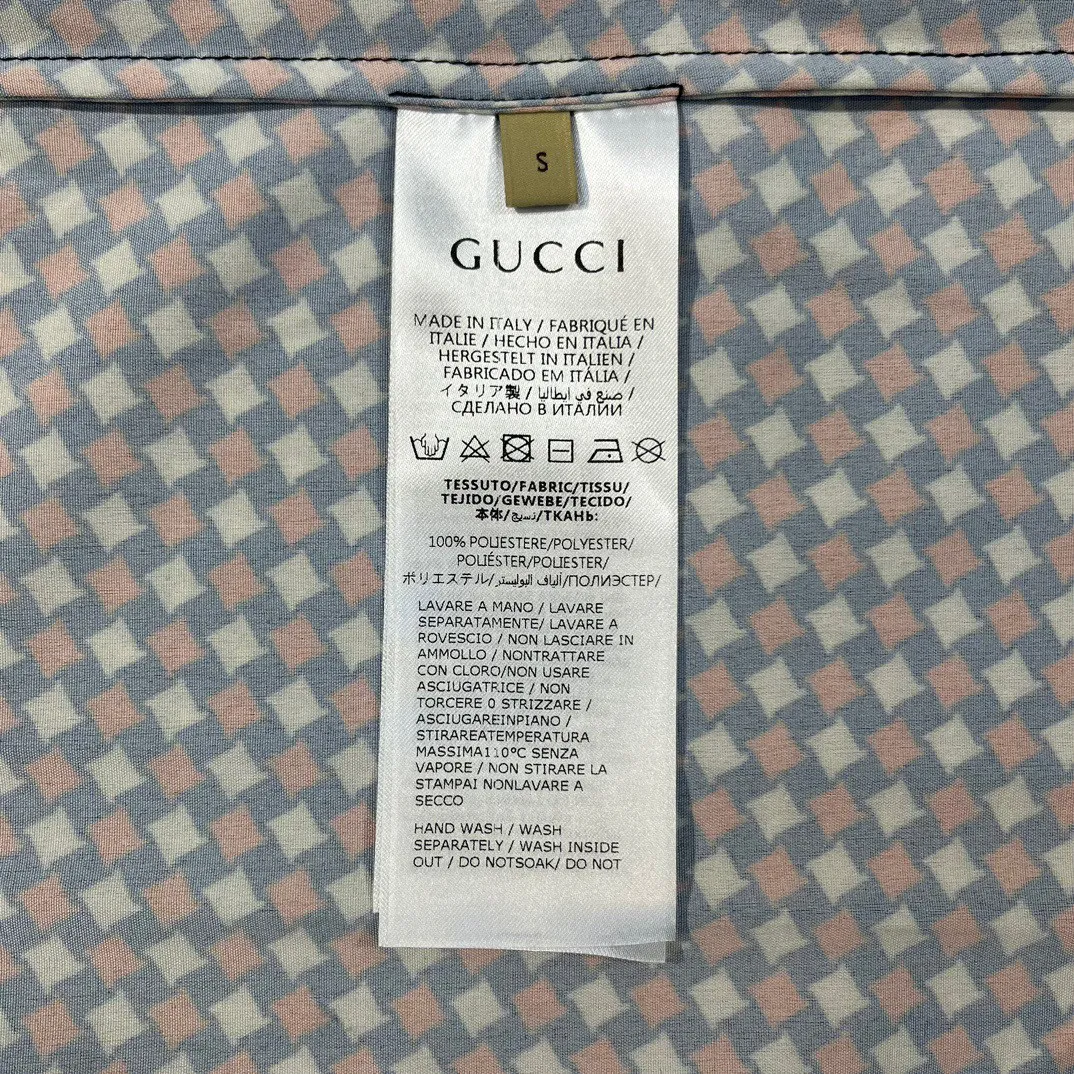 S
GUCCI
MADE IN ITALY / FABRIQUÉ EN
ITALIE / HECHO EN ITALIA /
HERGESTELT IN ITALIEN /
FABRICADO EM ITÁLIA /
イタリア製 / صنع في ايطاليا /
СДЕЛАНО В ИТАЛИИ
TESSUTO/FABRIC/TISSU/
TEJIDO/GEWEBE/TECIDO/
本体/نسيج/ТКАНЬ:
100% POLIESTERE/POLYESTER/
POLIÉSTER/POLIESTER/
ポリエステル/ألياف البوليستر/ПОЛИЭСТЕР/
LAVARE A MANO / LAVARE
SEPARATAMENTE/ LAVARE A
ROVESCIO / NON LASCIARE IN
AMMOLLO / NONTRATTARE
CON CLORO/NON USARE
ASCIUGATRICE / NON
TORCERE 0 STRIZZARE /
ASCIUGAREINPIANO /
STIRAREATEMPERATURA
MASSIMA110°C SENZA
VAPORE / NON STIRARE LA
STAMPAI NONLAVARE A
SECCO
HAND WASH / WASH
SEPARATELY / WASH INSIDE
OUT / DO NOTSOAK/ DO NOT